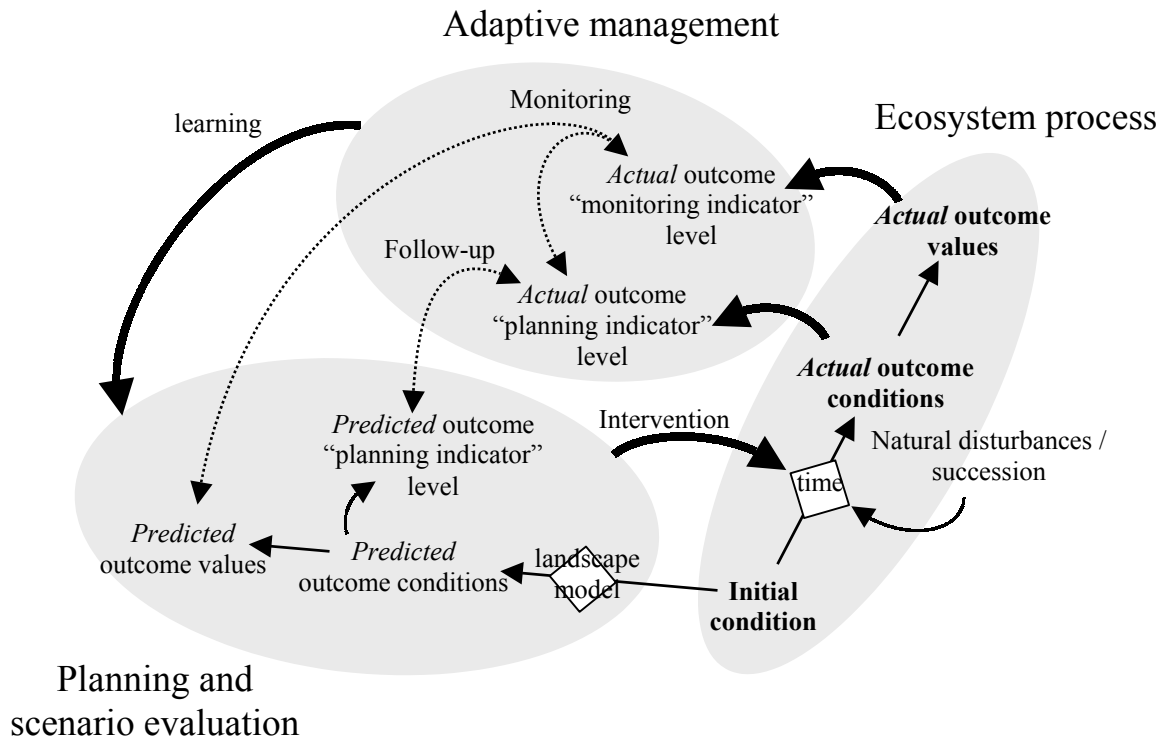 Adaptive management
Monitoring
learning
Ecosystem process
Actual outcome
“monitoring indicator”
level
Actual outcome
values
Follow-up
Actual outcome
“planning indicator”
level
Actual outcome
conditions
Predicted outcome
“planning indicator”
level
Intervention
Natural disturbances /
succession
time
Predicted
outcome values
Predicted
outcome conditions
landscape
model
Initial
condition
Planning and
scenario evaluation